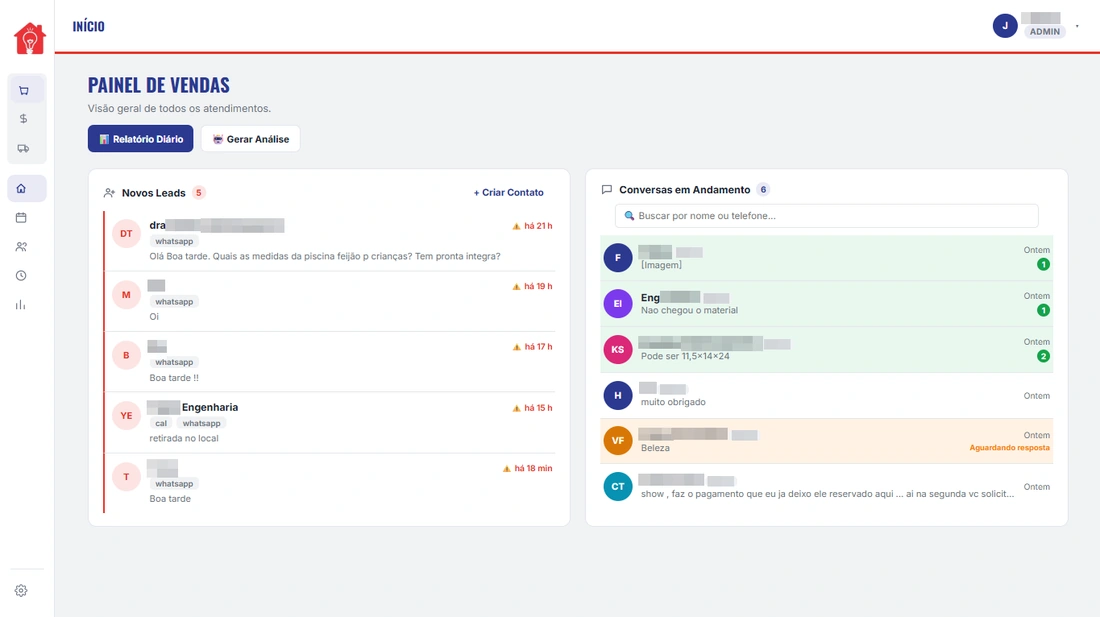 INÍCIO
J
ADMIN
PAINEL DE VENDAS
Visão geral de todos os atendimentos.
Relatório Diário
Gerar Análise
Novos Leads 5
+ Criar Contato
DT
dra
há 21 h
whatsapp
Olá Boa tarde. Quais as medidas da piscina feijão p crianças? Tem pronta integra?
M
há 19 h
whatsapp
Oi
B
há 17 h
whatsapp
Boa tarde !!
YE
Engenharia
há 15 h
cal whatsapp
retirada no local
T
há 18 min
whatsapp
Boa tarde
Conversas em Andamento 6
Buscar por nome ou telefone...
F
Ontem
[Imagem]
1
EI
Eng
Ontem
Nao chegou o material
1
KS
Ontem
Pode ser 11,5x14x24
2
H
muito obrigado
Ontem
VF
Ontem
Beleza
Aguardando resposta
CT
Ontem
show , faz o pagamento que eu ja deixo ele reservado aqui ... ai na segunda vc solicit...